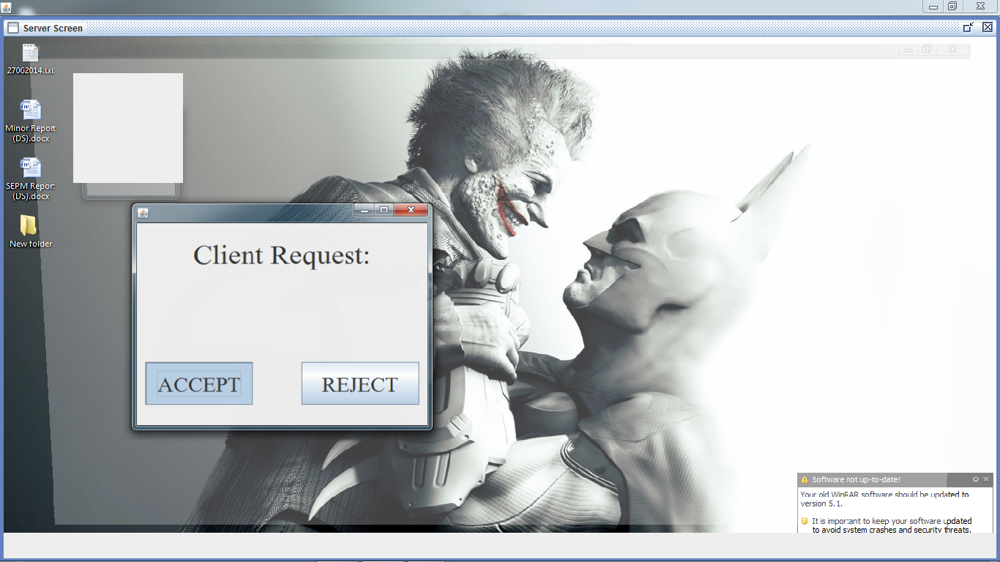 Server Screen
27062014.txt
Minor Report
(DS).docx
SEPM Report
(DS).docx
New folder
Client Request:
ACCEPT
REJECT
Software not up-to-date!
Your old WinRAR software should be updated to
version 5.1.
It is important to keep your software updated
to avoid system crashes and security threats.